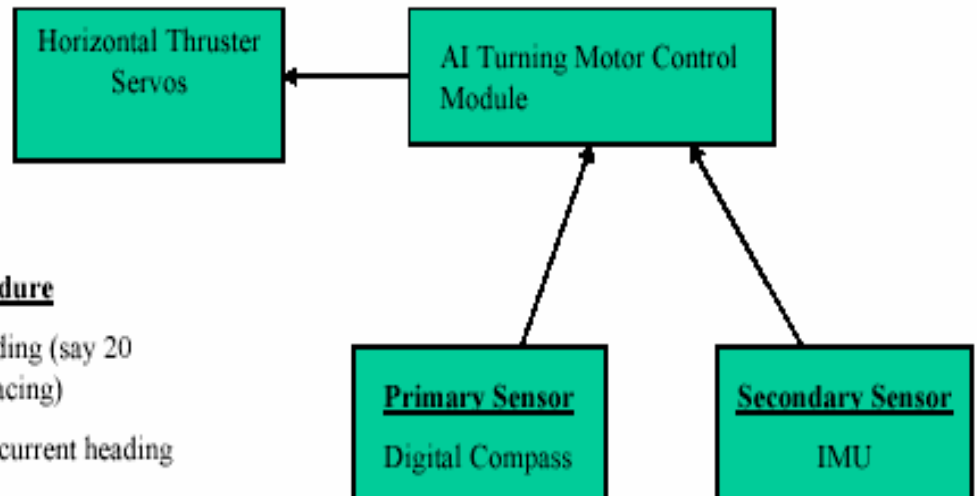 Horizontal Thruster
Servos
AI Turning Motor Control
Module
ding (say 20
acing)
current heading
Primary Sensor
Digital Compass
Secondary Sensor
IMU